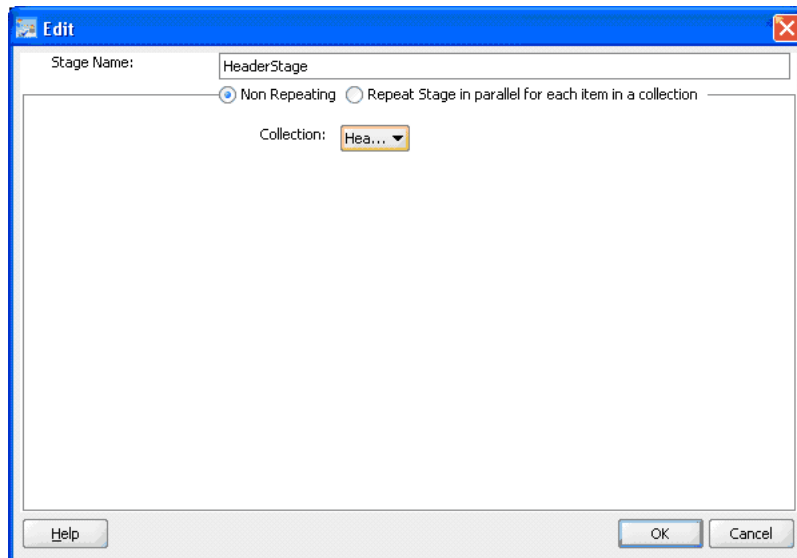 Edit
Stage Name: HeaderStage
Non Repeating Repeat Stage in parallel for each item in a collection
Collection: Hea...
Help OK Cancel